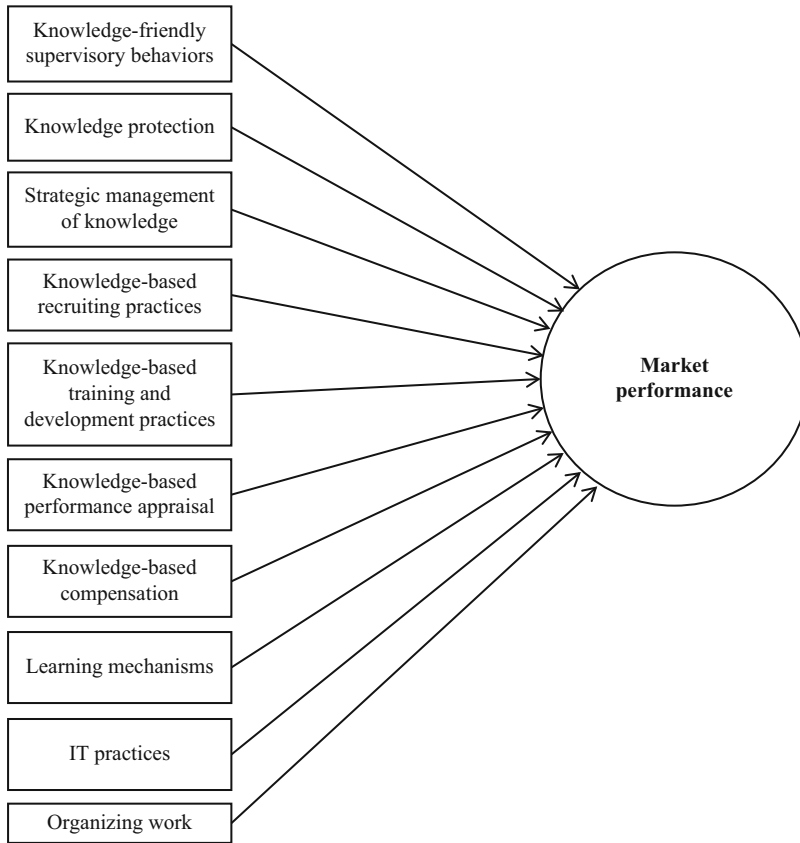 Knowledge-friendly
supervisory behaviors
Knowledge protection
Strategic management
of knowledge
Knowledge-based
recruiting practices
Knowledge-based
training and
development practices
Knowledge-based
performance appraisal
Knowledge-based
compensation
Learning mechanisms
IT practices
Organizing work
Market
performance